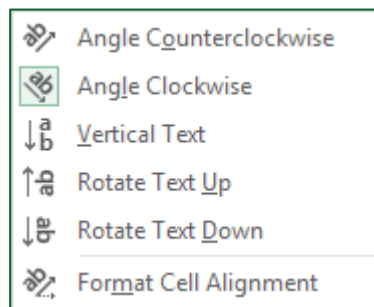 Angle Counterclockwise
Angle Clockwise
Vertical Text
Rotate Text Up
Rotate Text Down
Format Cell Alignment